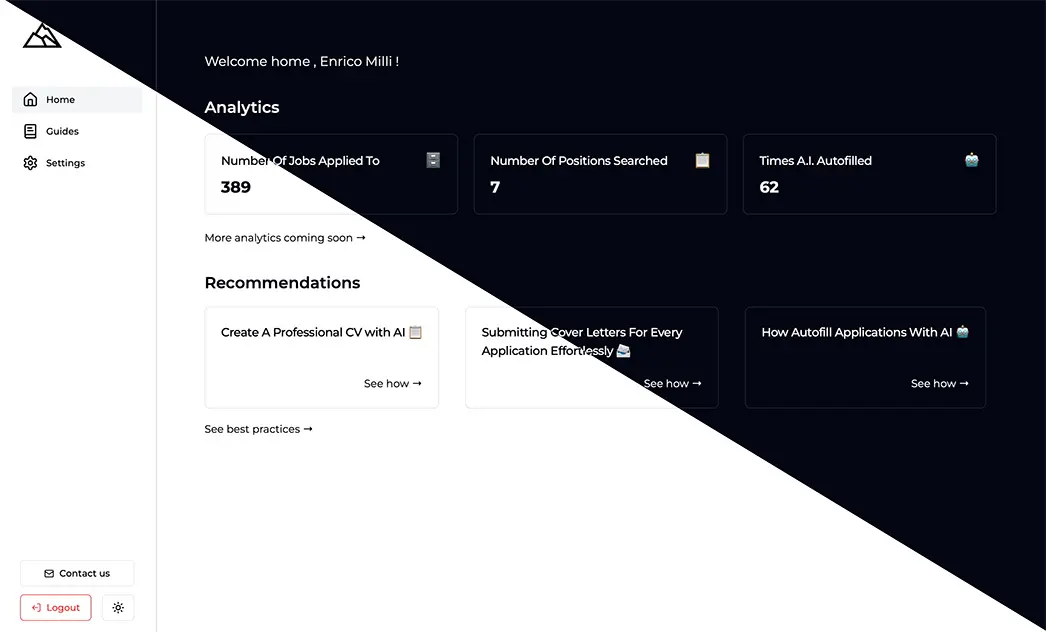 Home
Guides
Settings
Contact us
Logout
Welcome home , Enrico Milli !
Analytics
Number Of Jobs Applied To
389
Number Of Positions Searched
7
Times A.I. Autofilled
62
More analytics coming soon →
Recommendations
Create A Professional CV with AI 📋
See how →
Submitting Cover Letters For Every
Application Effortlessly 📨
See how →
How Autofill Applications With AI 🤖
See how →
See best practices →